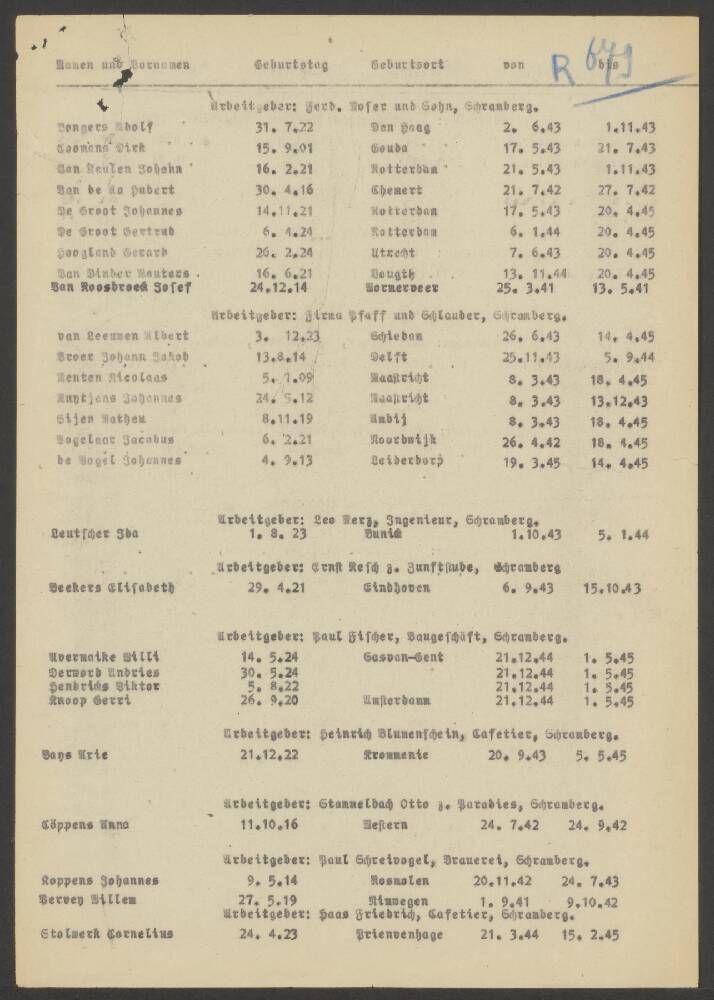 Namen und Vornamen Geburtstag Geburtsort von bis
R 679
Arbeitgeber: Ferd. Moser und Sohn, Schramberg.
Bongers Adolf 31. 7.22 Den Haag 2. 6.43 1.11.43
Coomans Dirk 15. 9.01 Gouda 17. 5.43 21. 7.43
Van Keulen Johann 16. 2.21 Rotterdam 21. 5.43 1.11.43
Van de Lo Hubert 30. 4.16 Chemert 21. 7.42 27. 7.42
De Groot Johannes 14.11.21 Rotterdam 17. 5.43 20. 4.45
De Groot Gertrud 6. 4.24 Rotterdam 6. 1.44 20. 4.45
Hoogland Gerard 26. 2.24 Utrecht 7. 6.43 20. 4.45
Van Dinher Wouters 16. 6.21 Vougth 13. 11.44 20. 4.45
Van Roosbroeck Josef 24.12.14 Wormerveer 25. 3.41 13. 5.41
Arbeitgeber: Firma Pfaff und Schlauder, Schramberg.
van Leeuwen Albert 3. 12.23 Schiedam 26. 6.43 14. 4.45
Broer Johann Jakob 13.8.14 Delft 25.11.43 5. 9.44
Menten Nicolaas 5. 1.09 Maastricht 8. 3.43 18. 4.45
Knytjens Johannes 24. 5.12 Maastricht 8. 3.43 13.12.43
Sijen Matheu 8.11.19 Ambij 8. 3.43 18. 4.45
Vogelaar Jacobus 6. 2.21 Noordwijk 26. 4.42 18. 4.45
de Vogel Johannes 4. 9.13 Leiderdorp 19. 3.45 14. 4.45
Arbeitgeber: Leo Merz, Ingenieur, Schramberg.
Leutscher Ida 1. 8. 23 Bunick 1.10.43 5. 1.44
Arbeitgeber: Ernst Resch z. Zunftstube, Schramberg
Beekers Elisabeth 29. 4.21 Eindhoven 6. 9.43 15.10.43
Arbeitgeber: Paul Fischer, Baugeschäft, Schramberg.
Avermaike Willi 14. 5.24 Gasvan-Gent 21.12.44 1. 5.45
Derword Andries 30. 5.24 21.12.44 1. 5.45
Hendricks Viktor 5. 8.22 21.12.44 1. 5.45
Knoop Gerri 26. 9.20 Amsterdamm 21.12.44 1. 5.45
Arbeitgeber: Heinrich Blumenschein, Cafetier, Schramberg.
Bays Arie 21.12.22 Krommenie 20. 9.43 5. 5.45
Arbeitgeber: Stammelbach Otto z. Paradies, Schramberg.
Cöppens Anna 11.10.16 Mestern 24. 7.42 24. 9.42
Arbeitgeber: Paul Schreivogel, Brauerei, Schramberg.
Koppens Johannes 9. 5.14 Rosmolen 20.11.42 24. 7.43
Vervey Willem 27. 5.19 Nimwegen 1. 9.41 9.10.42
Arbeitgeber: Haas Friedrich, Cafetier, Schramberg.
Stolwerk Cornelius 24. 4.23 Prienvenhage 21. 3.44 15. 2.45